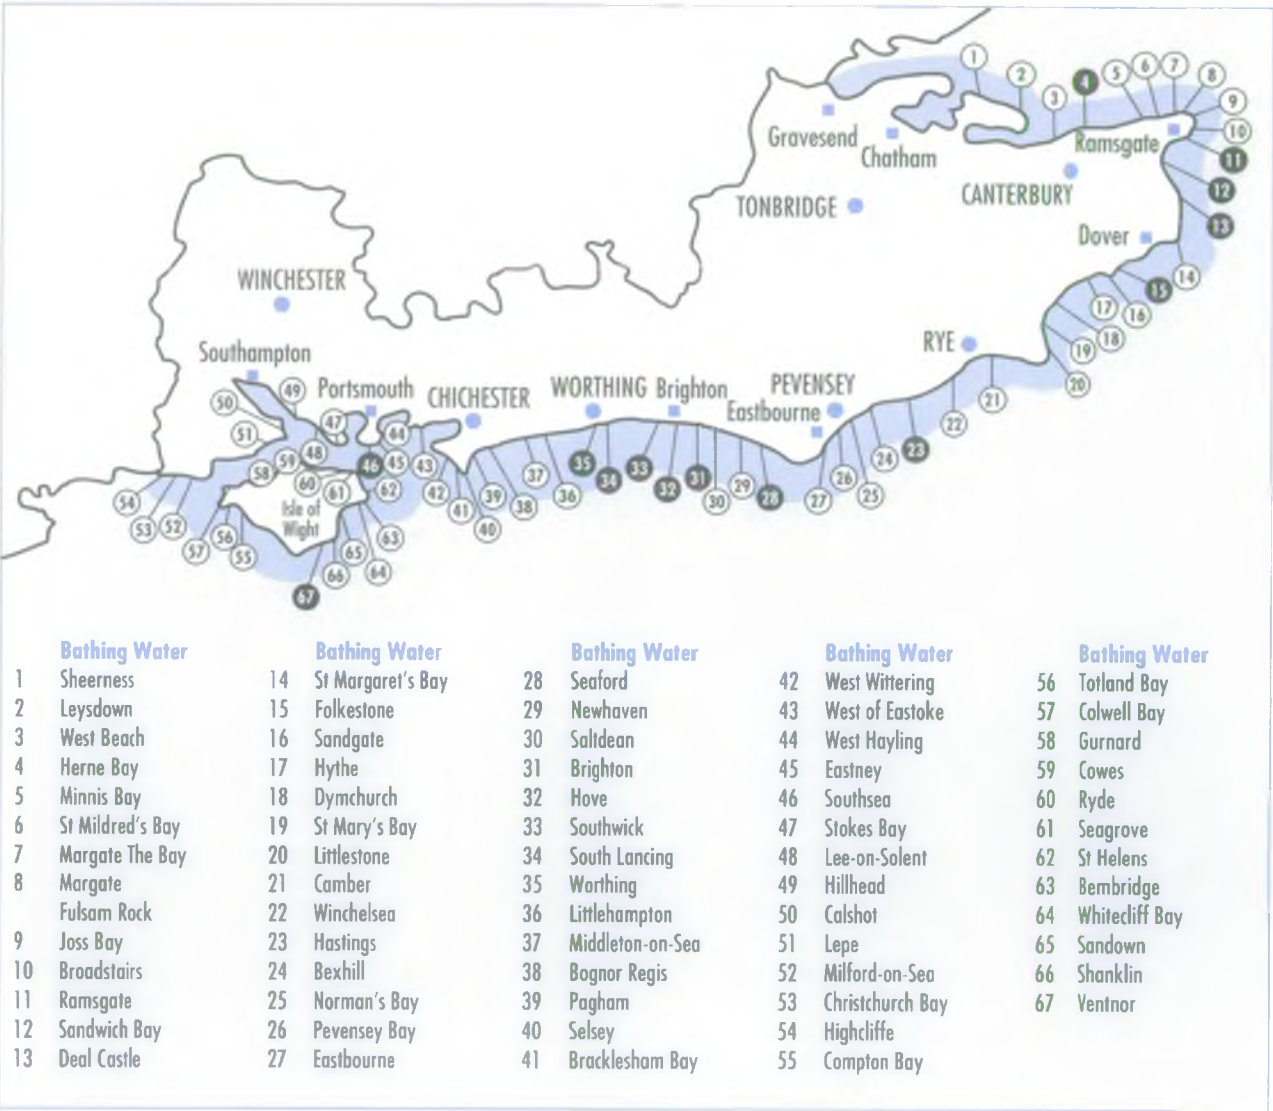 1
2
3
4
5
6
7
8
9
10
11
12
13
14
15
16
17
18
19
20
21
22
23
24
25
26
27
28
29
30
31
32
33
34
35
36
37
38
39
40
41
42
43
44
45
46
47
48
49
50
51
52
53
54
55
56
57
58
59
60
61
62
63
64
65
66
67
Gravesend
Chatham
Ramsgate
CANTERBURY
TONBRIDGE
Dover
WINCHESTER
Southampton
Portsmouth
CHICHESTER
WORTHING
Brighton
PEVENSEY
Eastbourne
RYE
Isle of
Wight
Bathing Water
1 Sheerness
2 Leysdown
3 West Beach
4 Herne Bay
5 Minnis Bay
6 St Mildred's Bay
7 Margate The Bay
8 Margate
Fulsam Rock
9 Joss Bay
10 Broadstairs
11 Ramsgate
12 Sandwich Bay
13 Deal Castle
Bathing Water
14 St Margaret's Bay
15 Folkestone
16 Sandgate
17 Hythe
18 Dymchurch
19 St Mary's Bay
20 Littlestone
21 Camber
22 Winchelsea
23 Hastings
24 Bexhill
25 Norman's Bay
26 Pevensey Bay
27 Eastbourne
Bathing Water
28 Seaford
29 Newhaven
30 Saltdean
31 Brighton
32 Hove
33 Southwick
34 South Lancing
35 Worthing
36 Littlehampton
37 Middleton-on-Sea
38 Bognor Regis
39 Pagham
40 Selsey
41 Bracklesham Bay
Bathing Water
42 West Wittering
43 West of Eastoke
44 West Hayling
45 Eastney
46 Southsea
47 Stokes Bay
48 Lee-on-Solent
49 Hillhead
50 Calshot
51 Lepe
52 Milford-on-Sea
53 Christchurch Bay
54 Highcliffe
55 Compton Bay
Bathing Water
56 Totland Bay
57 Colwell Bay
58 Gurnard
59 Cowes
60 Ryde
61 Seagrove
62 St Helens
63 Bembridge
64 Whitecliff Bay
65 Sandown
66 Shanklin
67 Ventnor